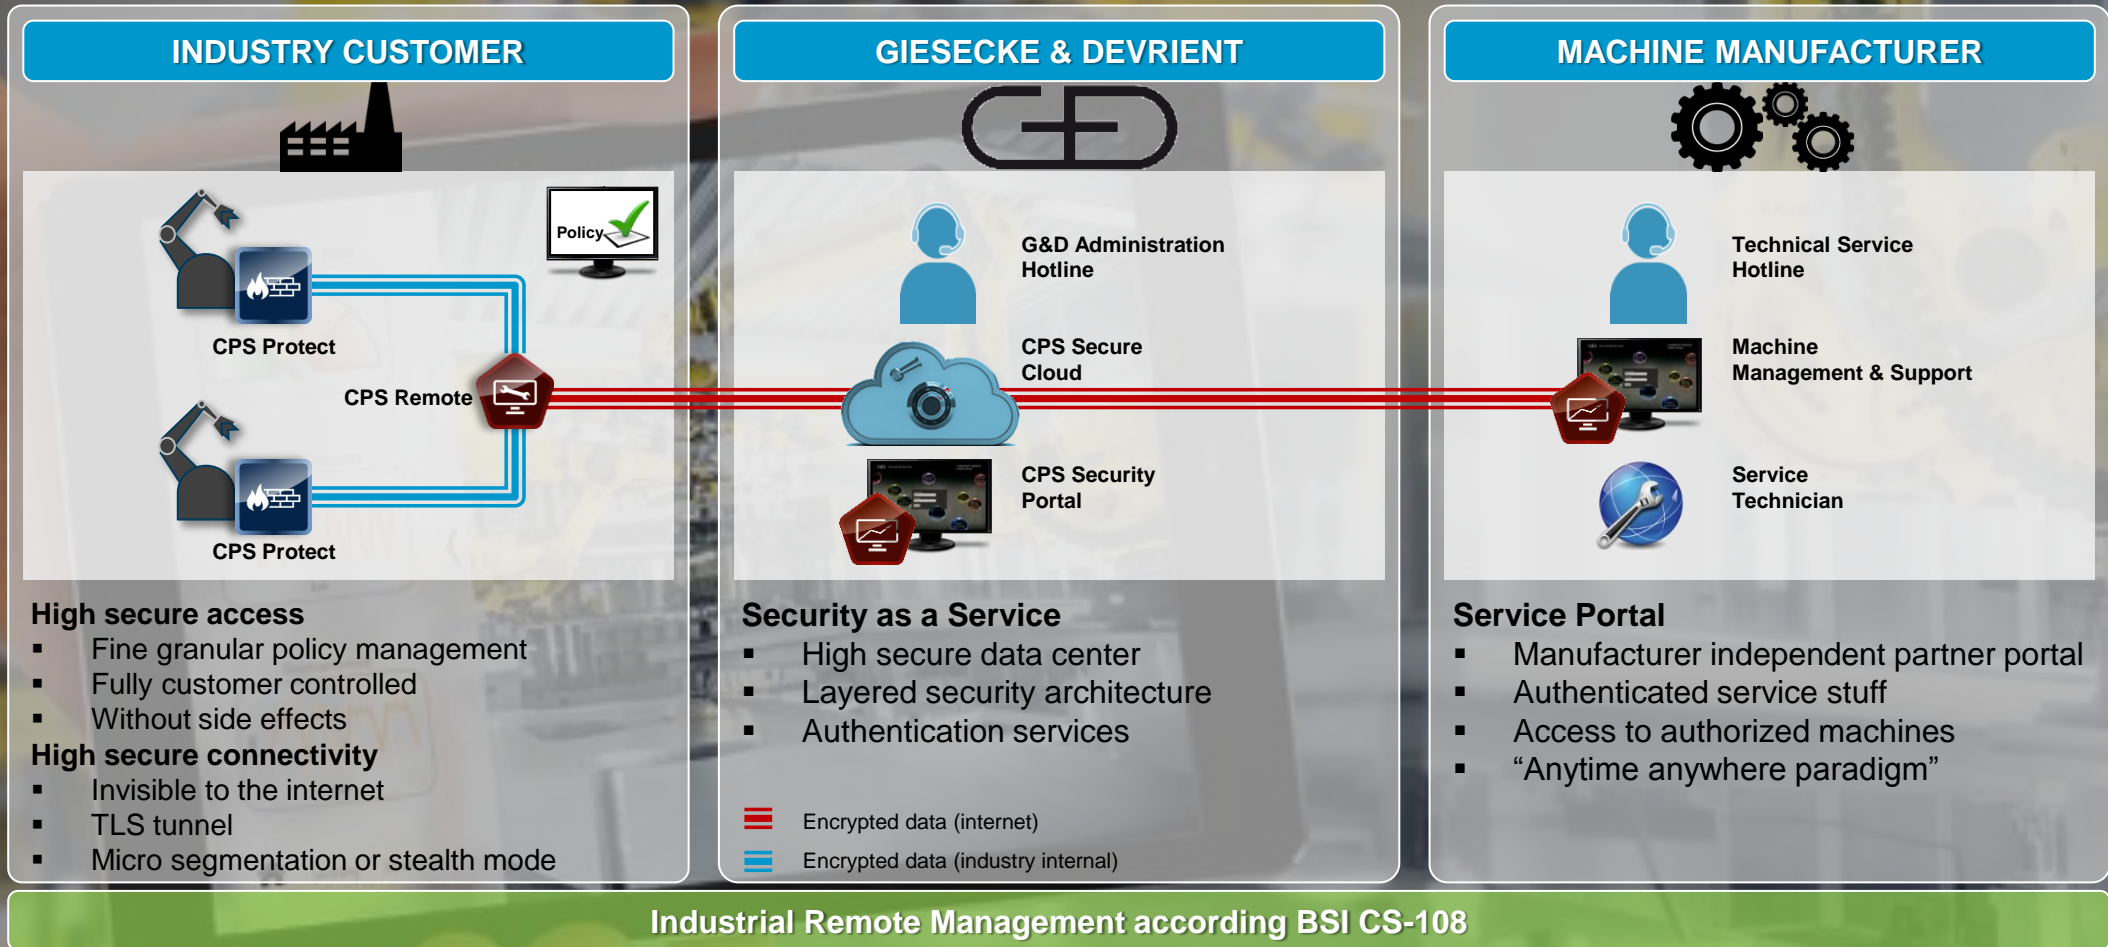 INDUSTRY CUSTOMER
Policy
CPS Protect
CPS Remote
CPS Protect
High secure access
▪ Fine granular policy management
▪ Fully customer controlled
▪ Without side effects
High secure connectivity
▪ Invisible to the internet
▪ TLS tunnel
▪ Micro segmentation or stealth mode
GIESECKE & DEVRIENT
G&D Administration
Hotline
CPS Secure
Cloud
CPS Security
Portal
Security as a Service
▪ High secure data center
▪ Layered security architecture
▪ Authentication services
Encrypted data (internet)
Encrypted data (industry internal)
MACHINE MANUFACTURER
Technical Service
Hotline
Machine
Management & Support
Service
Technician
Service Portal
▪ Manufacturer independent partner portal
▪ Authenticated service stuff
▪ Access to authorized machines
▪ “Anytime anywhere paradigm”
Industrial Remote Management according BSI CS-108